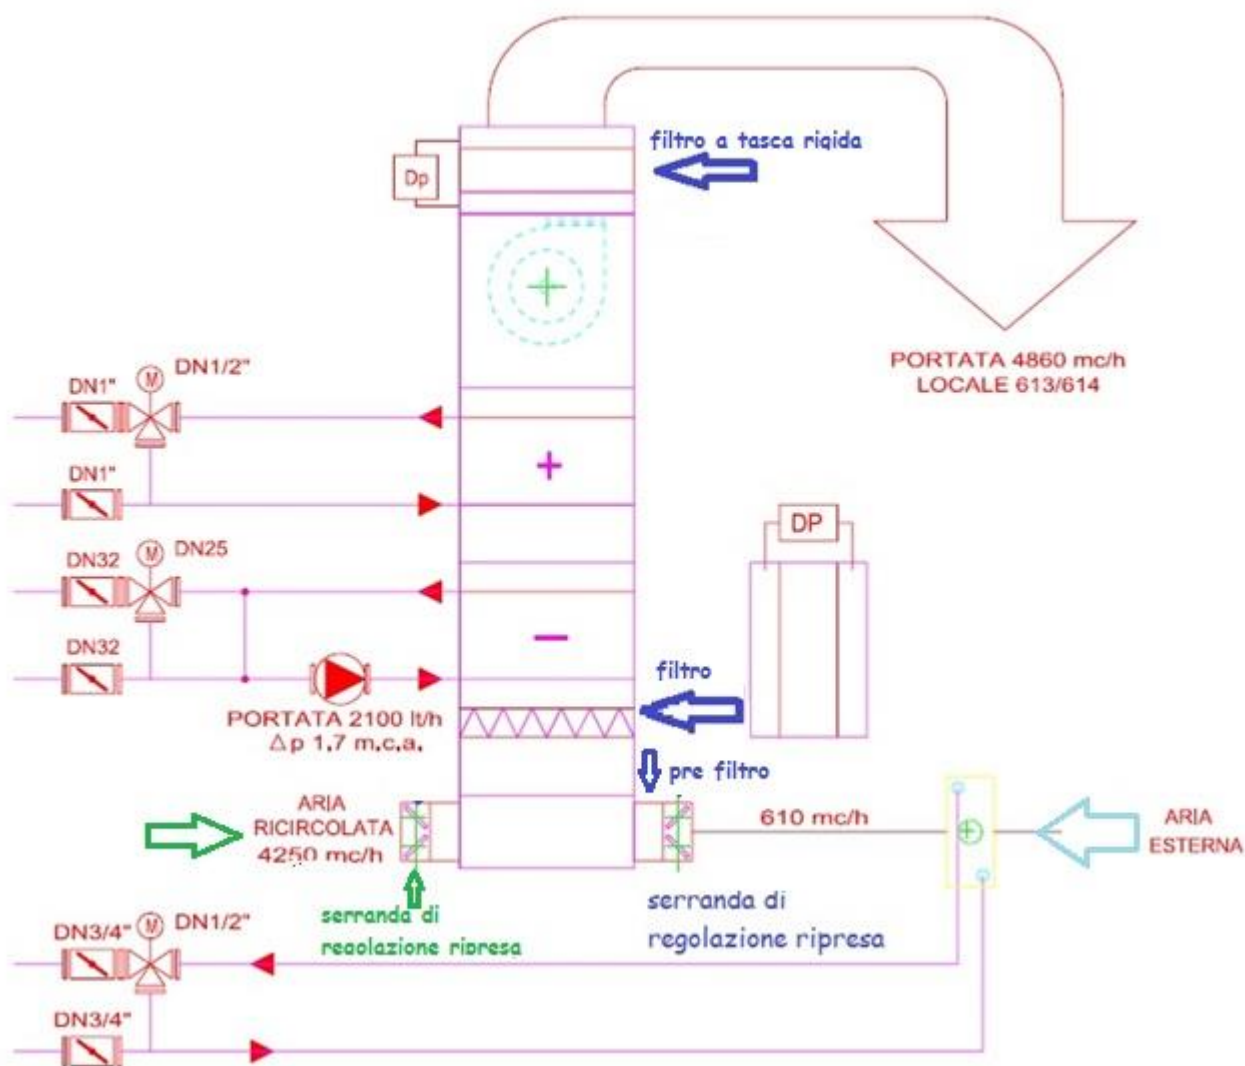 filtro a tasca rigida
Dp
PORTATA 4860 mc/h
LOCALE 613/614
DN1/2"
DN1"
M
+
DN1"
DP
DN32
M
DN25
DN32
−
filtro
PORTATA 2100 lt/h
Δp 1,7 m.c.a.
pre filtro
ARIA
RICIRCOLATA
4250 mc/h
610 mc/h
ARIA
ESTERNA
serranda di
regolazione ripresa
serranda di
regolazione ripresa
DN3/4"
M
DN1/2"
DN3/4"